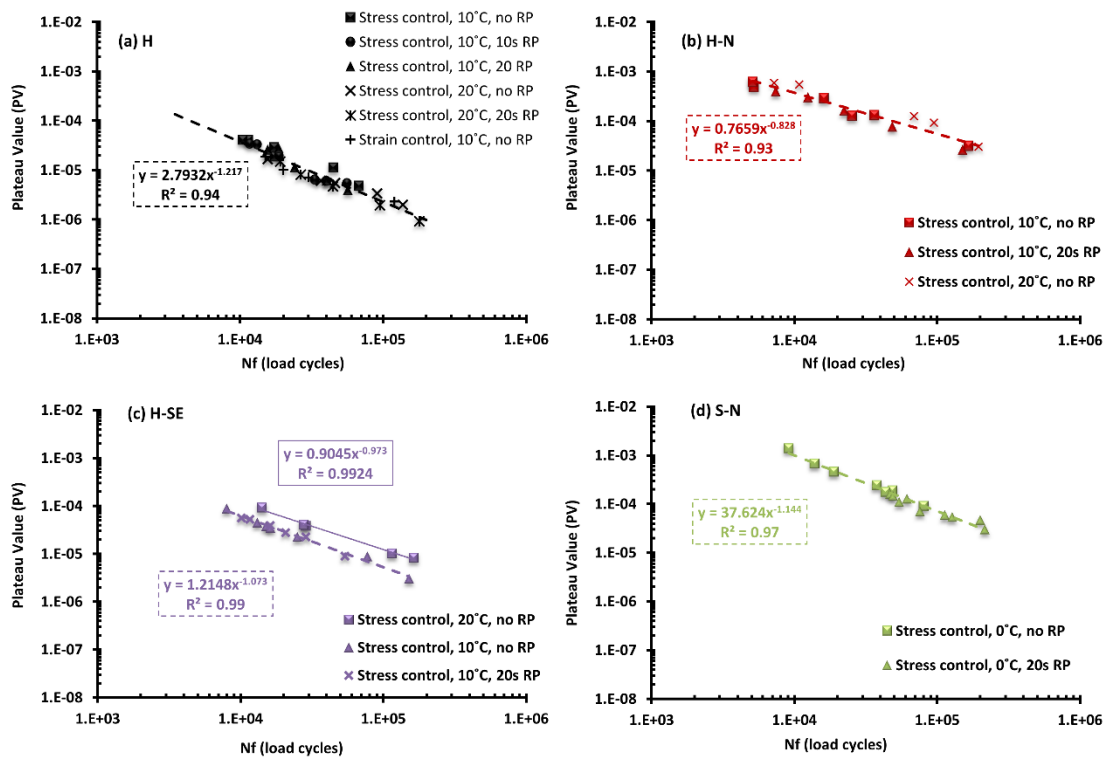 (a) H
Stress control, 10˚C, no RP
Stress control, 10˚C, 10s RP
Stress control, 10˚C, 20 RP
Stress control, 20˚C, no RP
Stress control, 20˚C, 20s RP
Strain control, 10˚C, no RP
y = 2.7932x-1.217
R² = 0.94
Plateau Value (PV)
1.E-02
1.E-03
1.E-04
1.E-05
1.E-06
1.E-07
1.E-08
1.E+03
1.E+04
1.E+05
1.E+06
Nf (load cycles)
(b) H-N
y = 0.7659x-0.828
R² = 0.93
Stress control, 10˚C, no RP
Stress control, 10˚C, 20s RP
Stress control, 20˚C, no RP
Plateau Value (PV)
1.E-02
1.E-03
1.E-04
1.E-05
1.E-06
1.E-07
1.E-08
1.E+03
1.E+04
1.E+05
1.E+06
Nf (load cycles)
(c) H-SE
y = 0.9045x-0.973
R² = 0.9924
y = 1.2148x-1.073
R² = 0.99
Stress control, 20˚C, no RP
Stress control, 10˚C, no RP
Stress control, 10˚C, 20s RP
Plateau Value (PV)
1.E-02
1.E-03
1.E-04
1.E-05
1.E-06
1.E-07
1.E-08
1.E+03
1.E+04
1.E+05
1.E+06
Nf (load cycles)
(d) S-N
y = 37.624x-1.144
R² = 0.97
Stress control, 0˚C, no RP
Stress control, 0˚C, 20s RP
Plateau Value (PV)
1.E-02
1.E-03
1.E-04
1.E-05
1.E-06
1.E-07
1.E-08
1.E+03
1.E+04
1.E+05
1.E+06
Nf (load cycles)